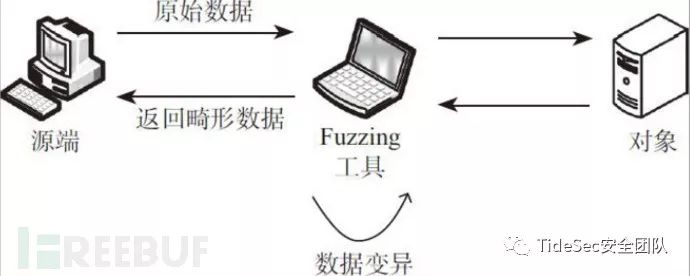 原始数据
返回畸形数据
源端
Fuzzing
工具
对象
数据变异
FREEBUF
TideSec安全团队